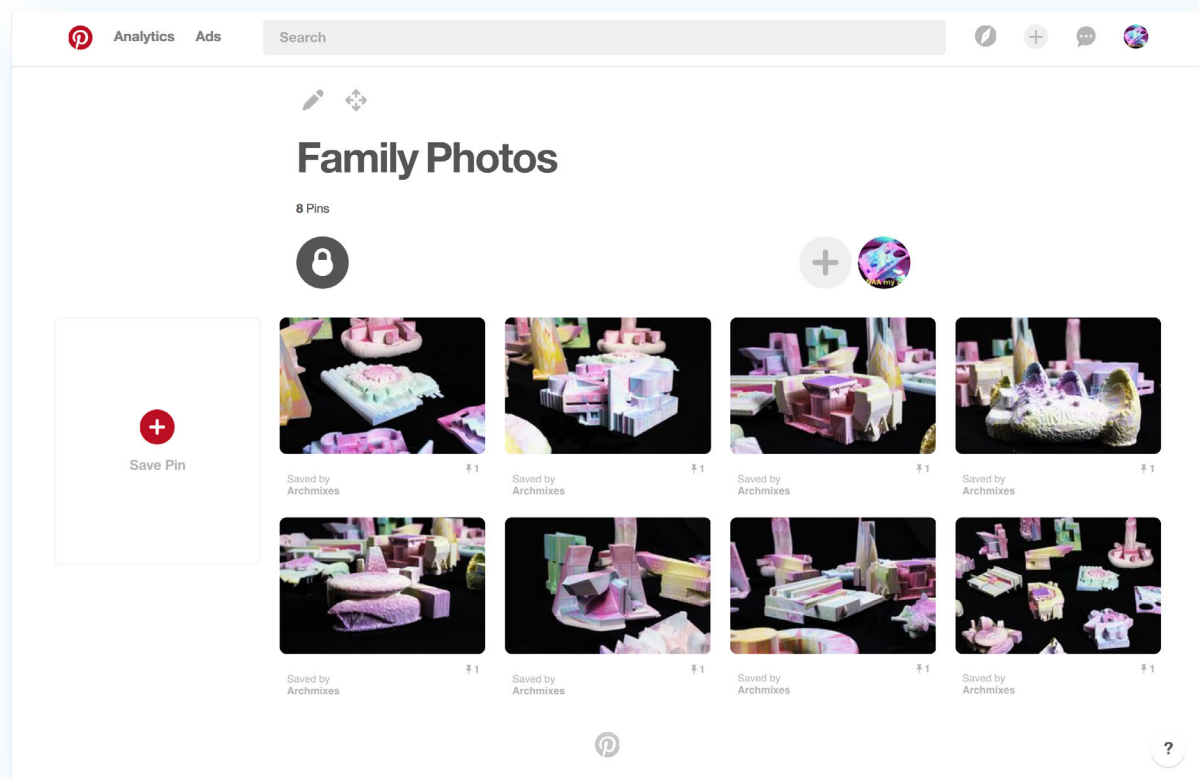 Analytics Ads Search
Family Photos
8 Pins
Save Pin
1 1 1 1
Saved by Saved by Saved by Saved by
Archmixes Archmixes Archmixes Archmixes
1 1 1 1
Saved by Saved by Saved by Saved by
Archmixes Archmixes Archmixes Archmixes
?